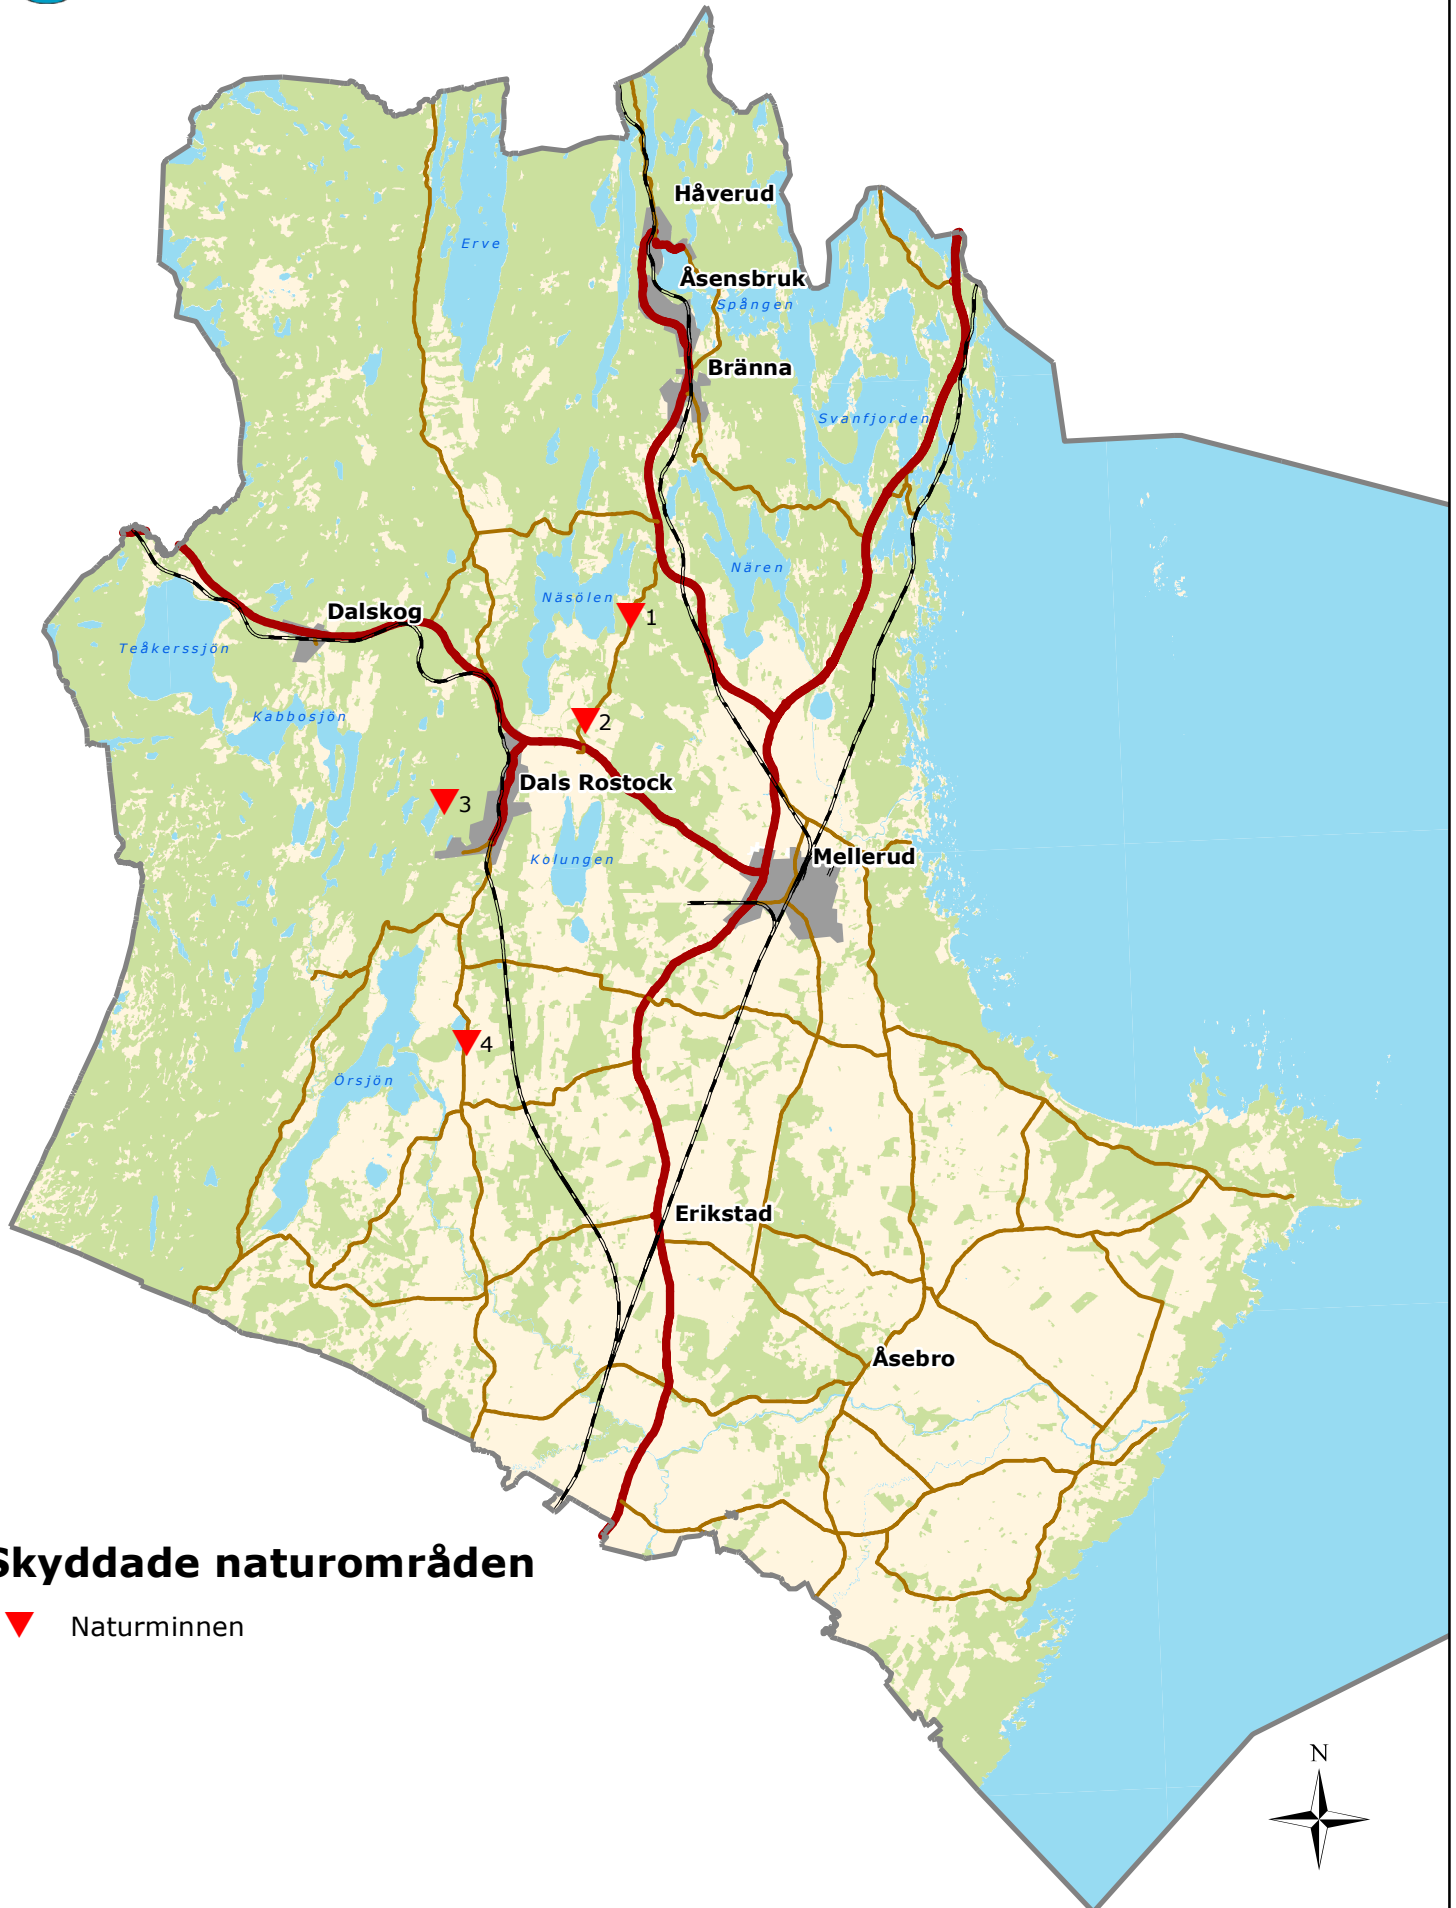 Håverud
Erve
Åsensbruk
Spången
Bränna
Svanfjorden
Nären
Näsölen
Dalskog
1
Teåkerssjön
Kabbosjön
2
Dals Rostock
3
Mellerud
Kolungen
4
Örsjön
Erikstad
Åsebro
Skyddade naturområden
Naturminnen
N